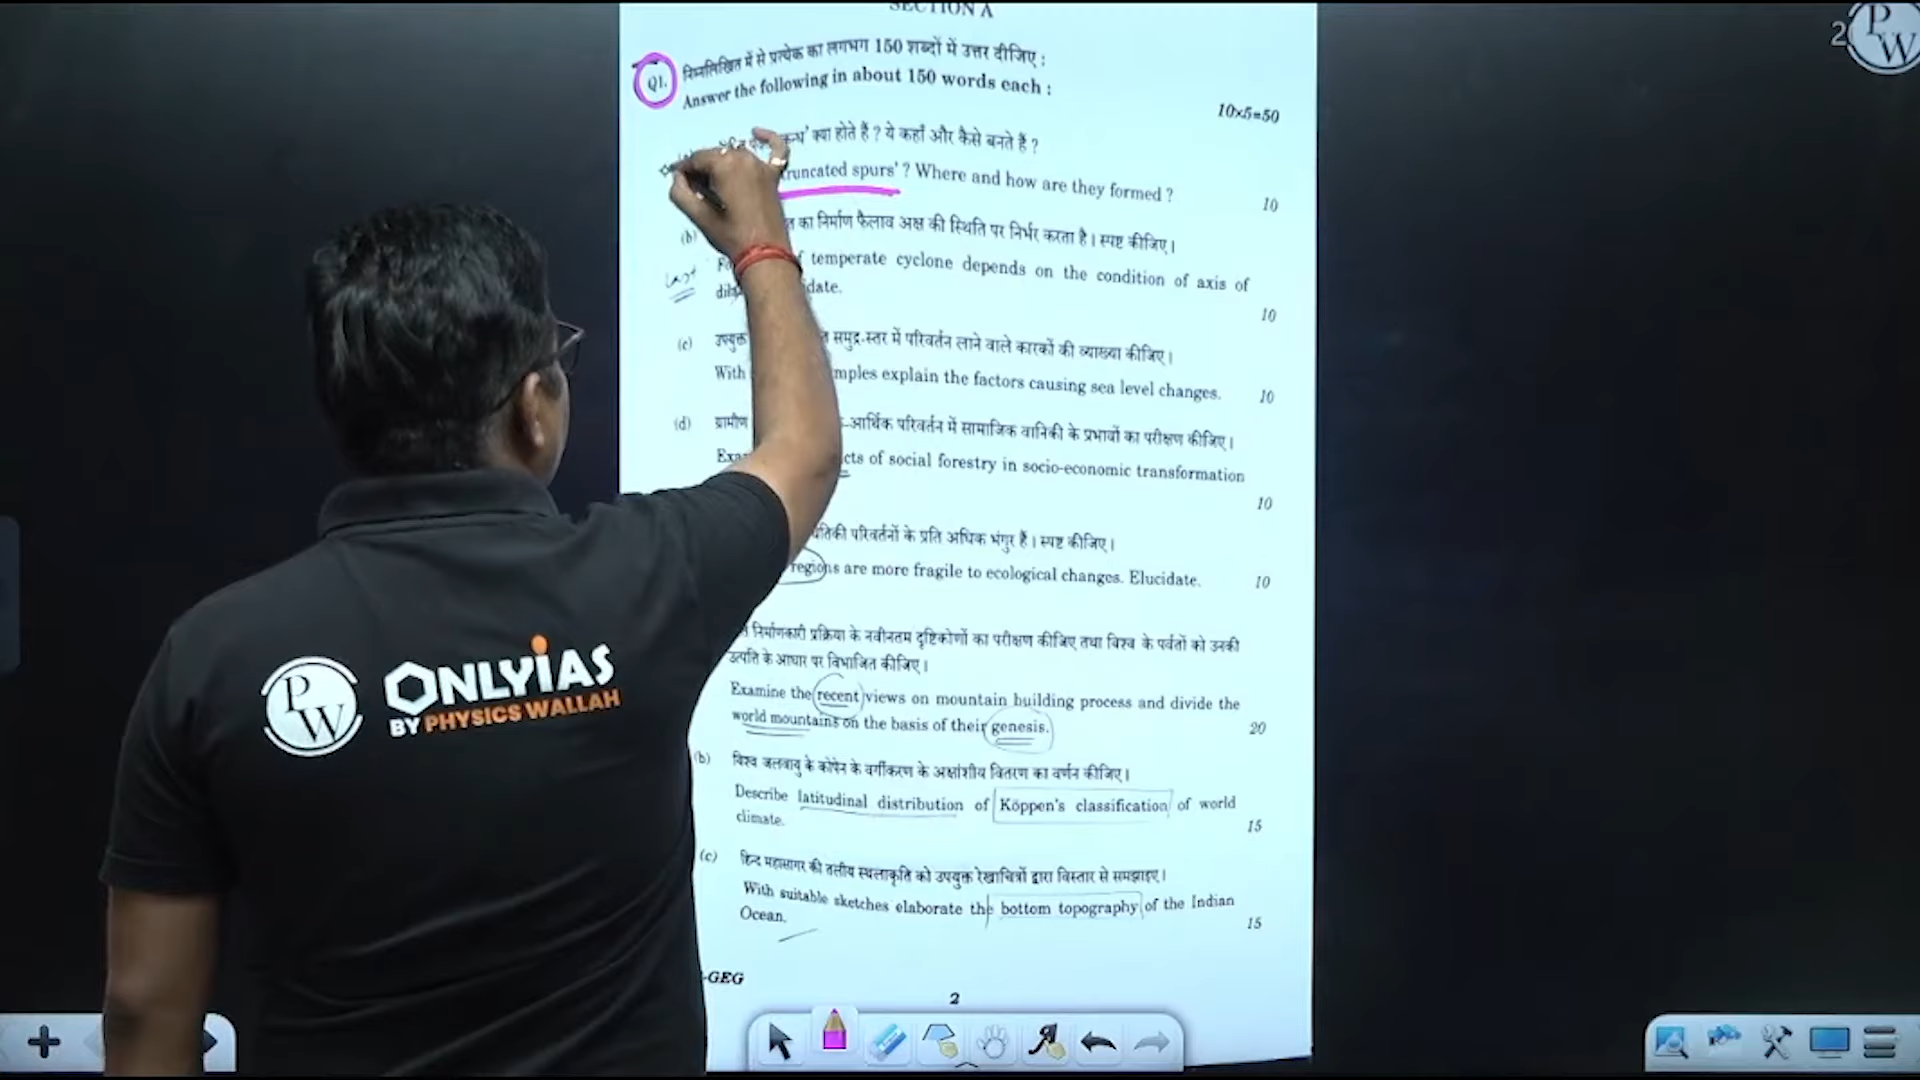 SECTION A
2
PW
Q1. निम्नलिखित में से प्रत्येक का लगभग 150 शब्दों में उत्तर दीजिए :
Answer the following in about 150 words each :
10×5=50
क्या होते हैं ? ये कहाँ और कैसे बनते हैं ?
truncated spurs' ? Where and how are they formed ? 10
(b) का निर्माण फैलाव अक्ष की स्थिति पर निर्भर करता है । स्पष्ट कीजिए ।
temperate cyclone depends on the condition of axis of
10
(c) उपयुक्त समुद्र-स्तर में परिवर्तन लाने वाले कारकों की व्याख्या कीजिए ।
With explain the factors causing sea level changes. 10
(d) ग्रामीण -आर्थिक परिवर्तन में सामाजिक वानिकी के प्रभावों का परीक्षण कीजिए ।
of social forestry in socio-economic transformation
10
परिवर्तनों के प्रति अधिक भंगुर हैं । स्पष्ट कीजिए ।
regions are more fragile to ecological changes. Elucidate. 10
निर्माणकारी प्रक्रिया के नवीनतम दृष्टिकोणों का परीक्षण कीजिए तथा विश्व के पर्वतों को उनकी
उत्पत्ति के आधार पर विभाजित कीजिए ।
Examine the recent views on mountain building process and divide the
world mountains on the basis of their genesis. 20
(b) विश्व जलवायु के कोपेन के वर्गीकरण के अक्षांशीय वितरण का वर्णन कीजिए ।
Describe latitudinal distribution of Köppen's classification of world
climate. 15
(c) हिन्द महासागर की तलीय स्थलाकृति को उपयुक्त रेखाचित्रों द्वारा विस्तार से समझाइए ।
With suitable sketches elaborate the bottom topography of the Indian
Ocean. 15
-GEG
2
PW
ONLYIAS
BY PHYSICS WALLAH